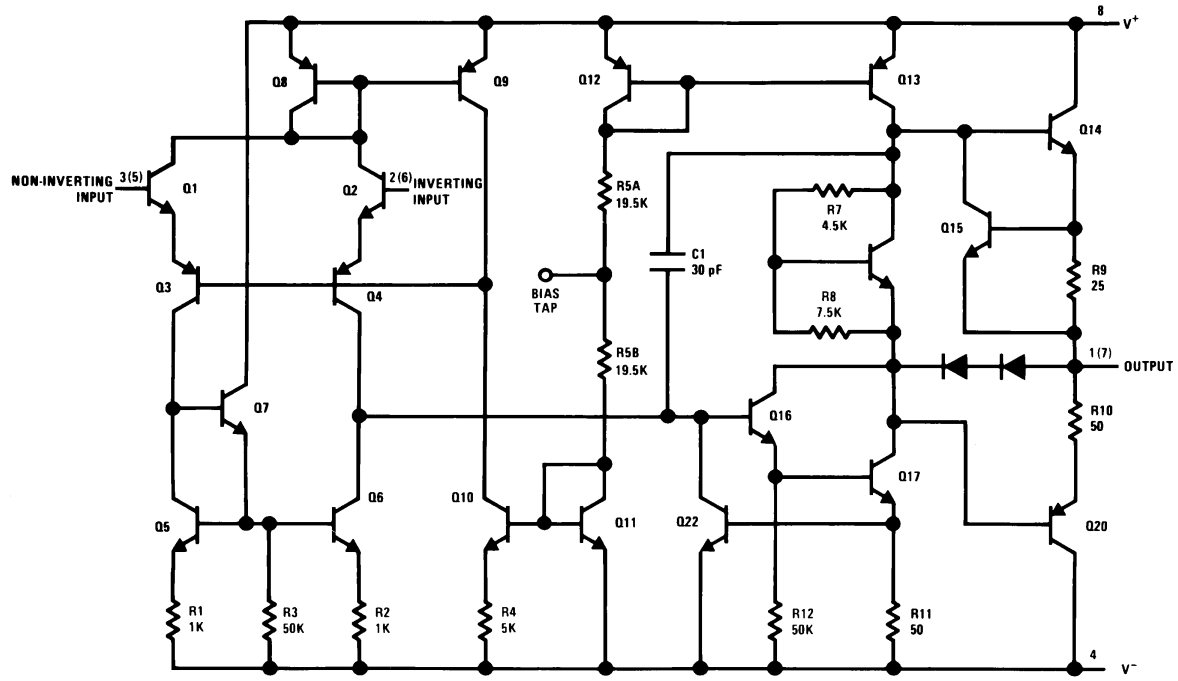 8
V+
Q8
Q9
Q12
Q13
Q14
NON-INVERTING
INPUT
3(5)
Q1
Q2
2(6)
INVERTING
INPUT
R5A
19.5K
R7
4.5K
Q15
C1
30 pF
Q3
Q4
BIAS
TAP
R9
25
R8
7.5K
R5B
19.5K
1(7)
OUTPUT
Q7
Q16
R10
50
Q5
Q6
Q10
Q11
Q22
Q17
Q20
R1
1K
R3
50K
R2
1K
R4
5K
R12
50K
R11
50
4
V−